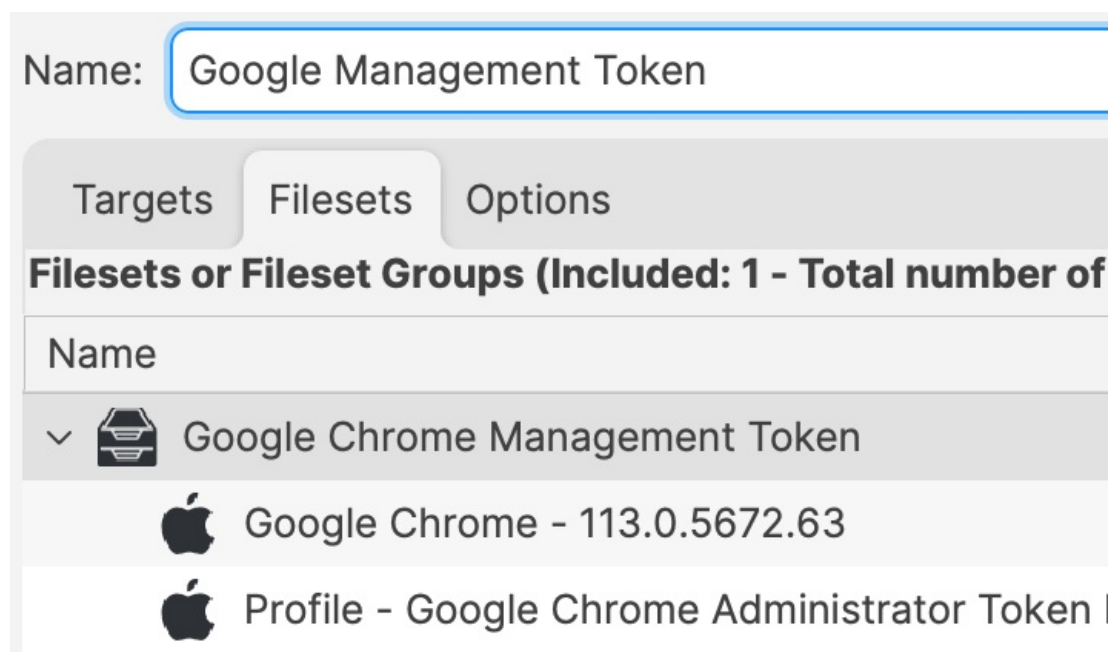 Name: Google Management Token
Targets Filesets Options
Filesets or Fileset Groups (Included: 1 - Total number of
Name
Google Chrome Management Token
Google Chrome - 113.0.5672.63
Profile - Google Chrome Administrator Token